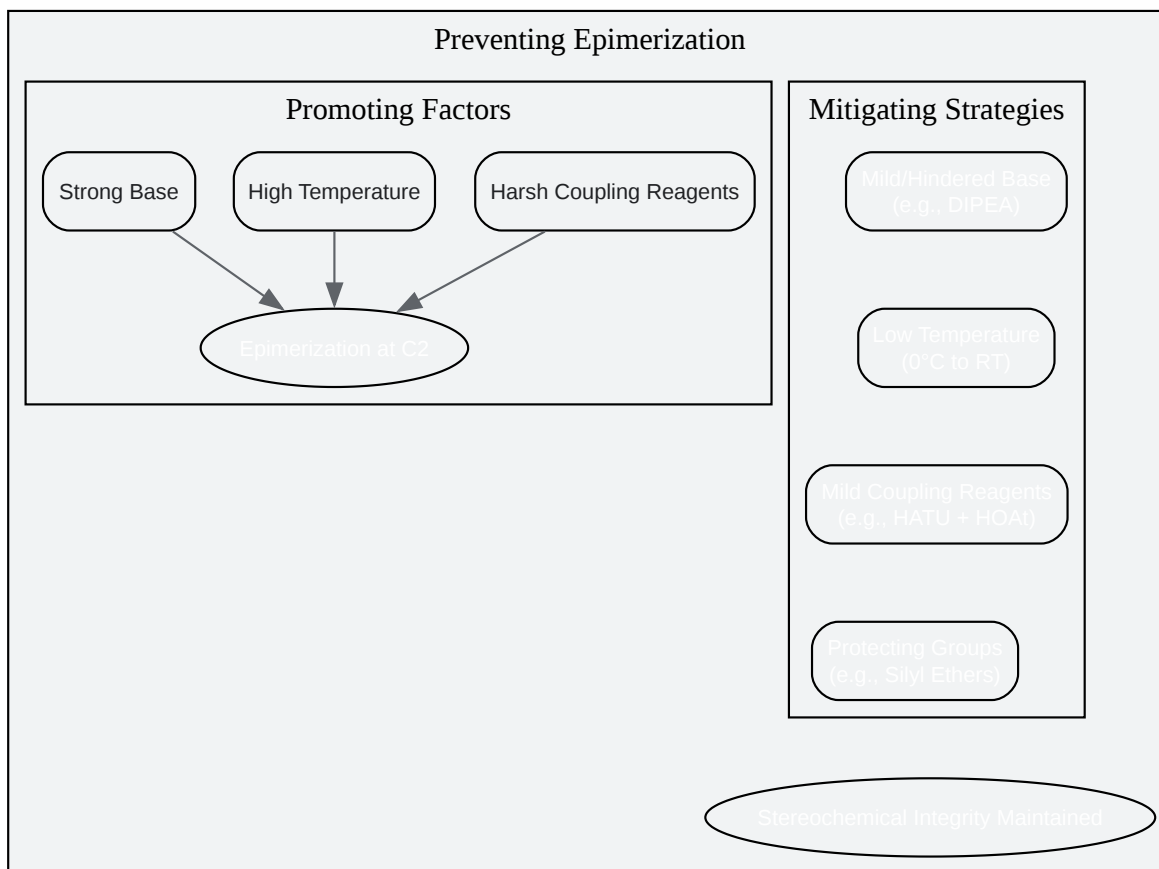 Preventing Epimerization
Promoting Factors
Strong Base
High Temperature
Harsh Coupling Reagents
Epimerization at C2
Mitigating Strategies
Mild/Hindered Base
(e.g., DIPEA)
Low Temperature
(0°C to RT)
Mild Coupling Reagents
(e.g., HATU + HOAt)
Protecting Groups
(e.g., Silyl Ethers)
Stereochemical Integrity Maintained